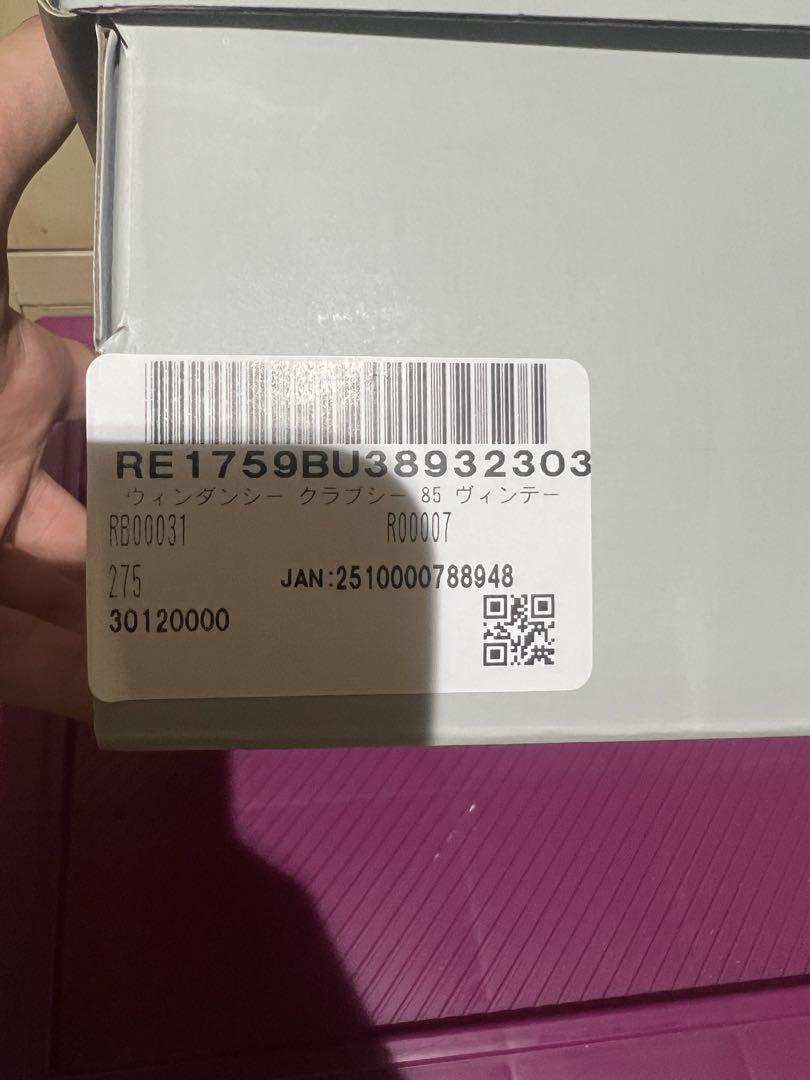 RE1759BU38932303
ウィンダンシー クラブシー 85 ヴィンテー
RB00031 R00007
275 JAN:2510000788948
30120000